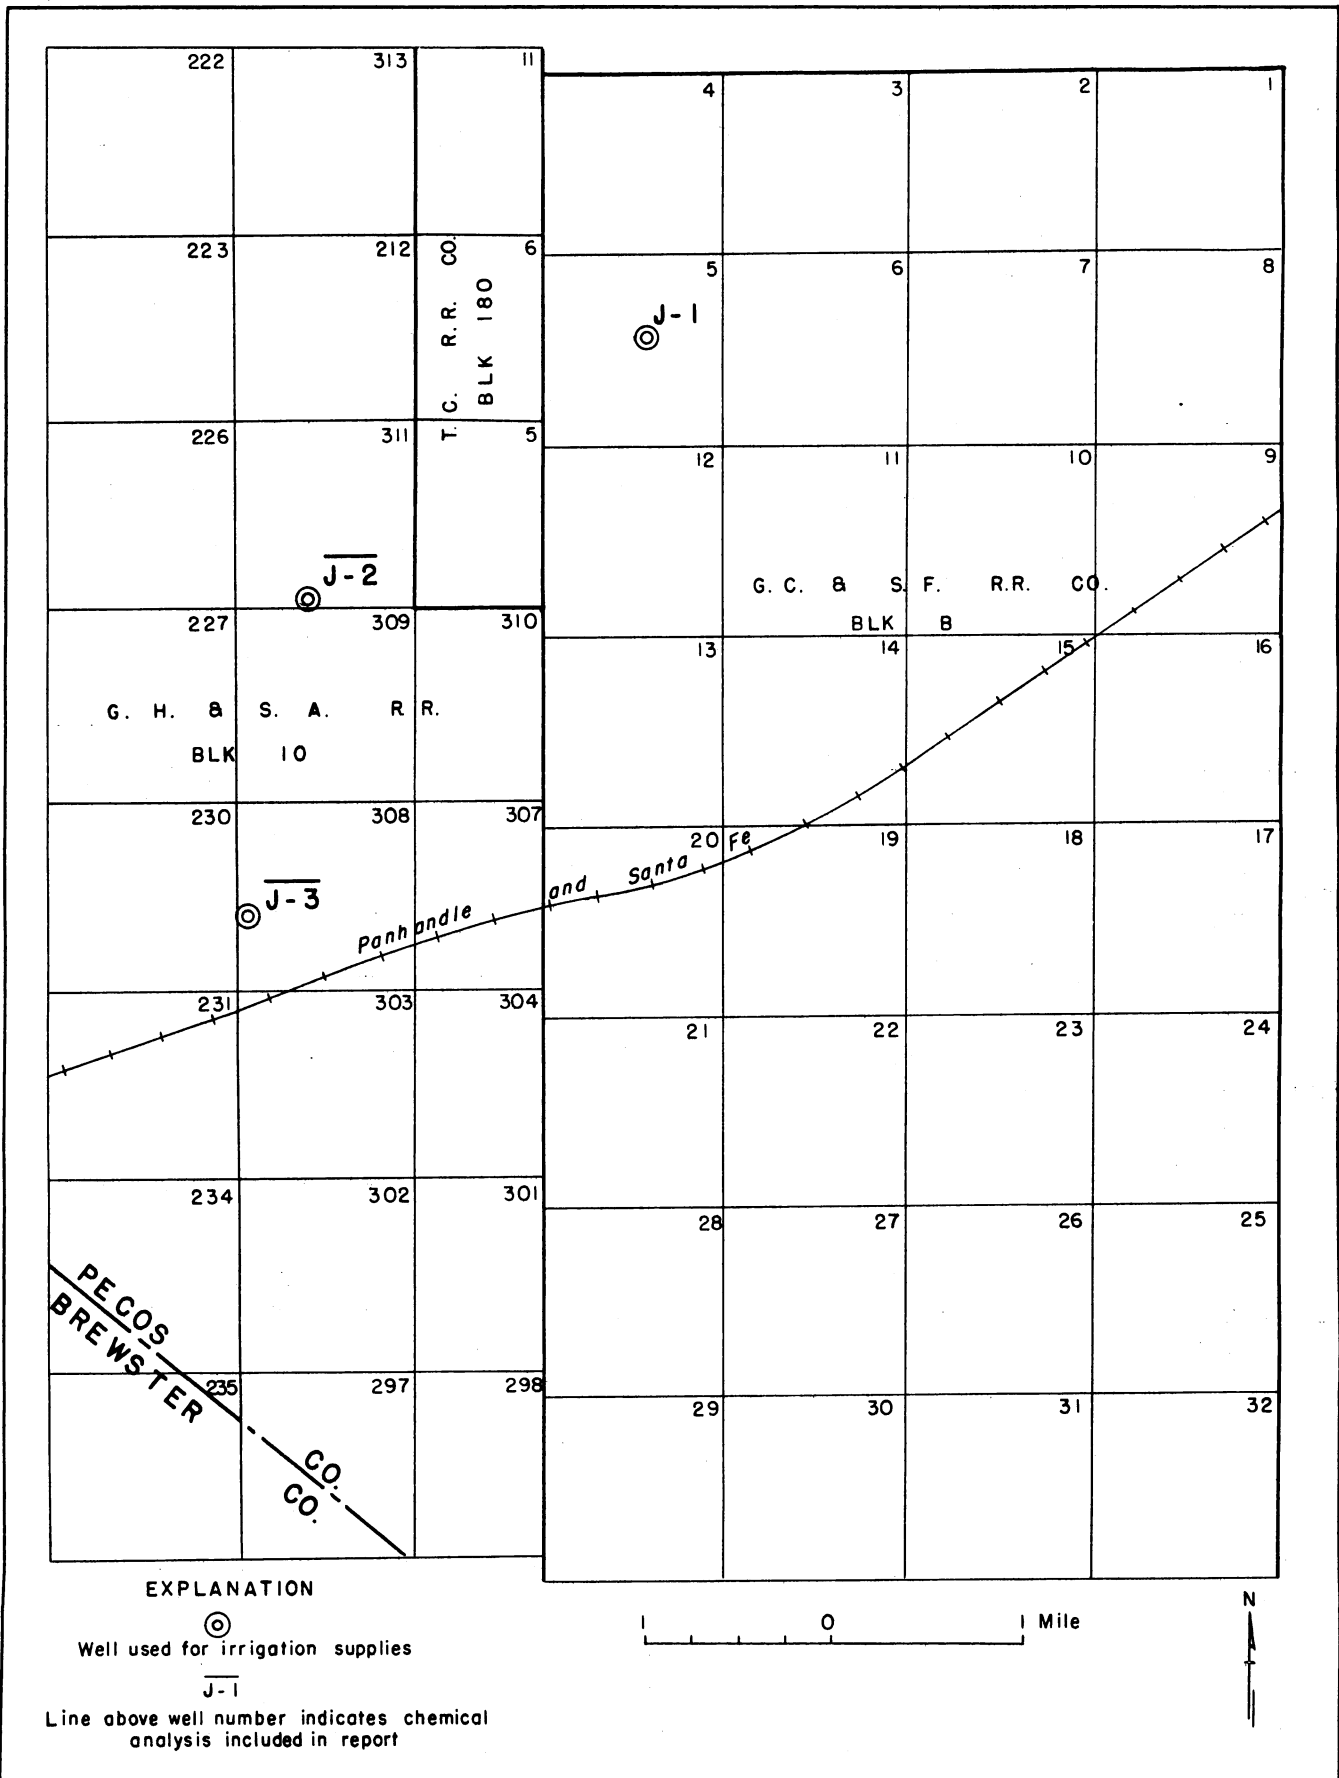 222 313 11
4 3 2 1
223 212 6
5 6 7 8
T. C. R.R. CO.
BLK 180
J-1
226 311 5
12 11 10 9
J-2
G. C. & S. F. R.R. CO.
BLK B
227 309 310
13 14 15 16
G. H. & S. A. R R.
BLK 10
230 308 307
20 19 18 17
Panhandle and Santa Fe
J-3
231 303 304
21 22 23 24
234 302 301
28 27 26 25
PECOS CO.
BREWSTER CO.
235 297 298
29 30 31 32
EXPLANATION
Well used for irrigation supplies
J-1
Line above well number indicates chemical
analysis included in report
1 0 1 Mile
N